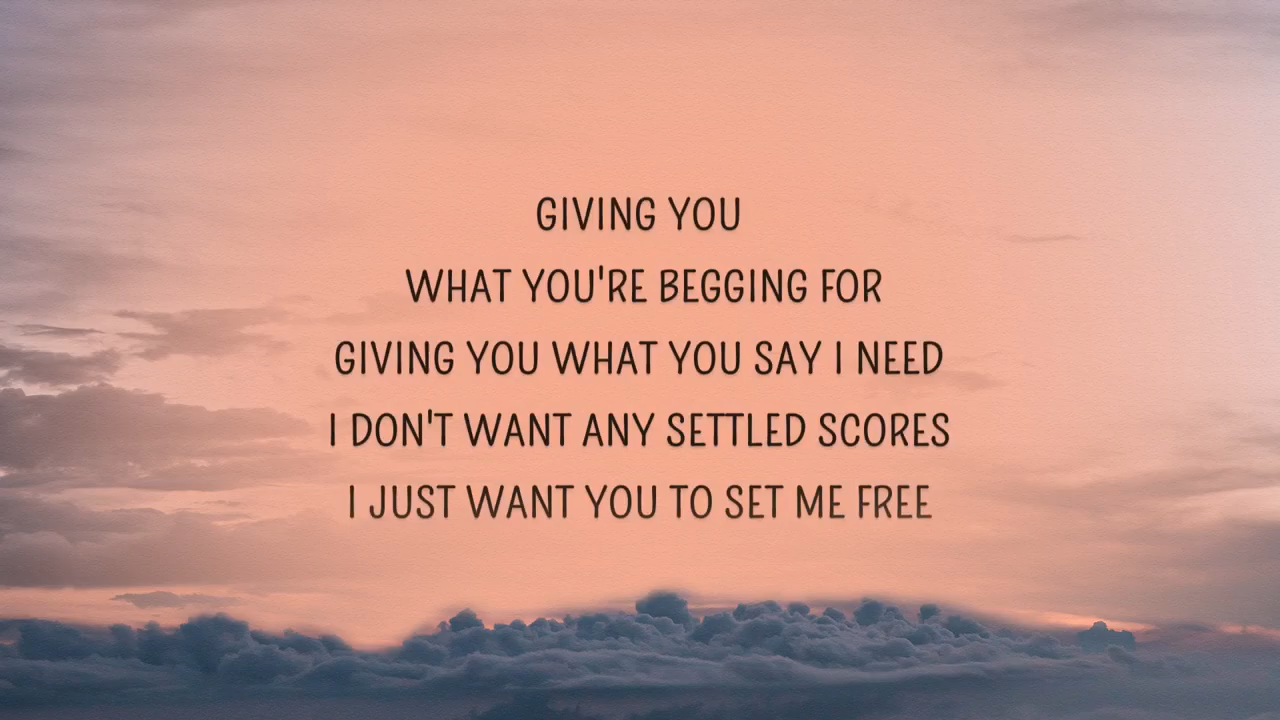 GIVING YOU
WHAT YOU'RE BEGGING FOR
GIVING YOU WHAT YOU SAY I NEED
I DON'T WANT ANY SETTLED SCORES
I JUST WANT YOU TO SET ME FREE